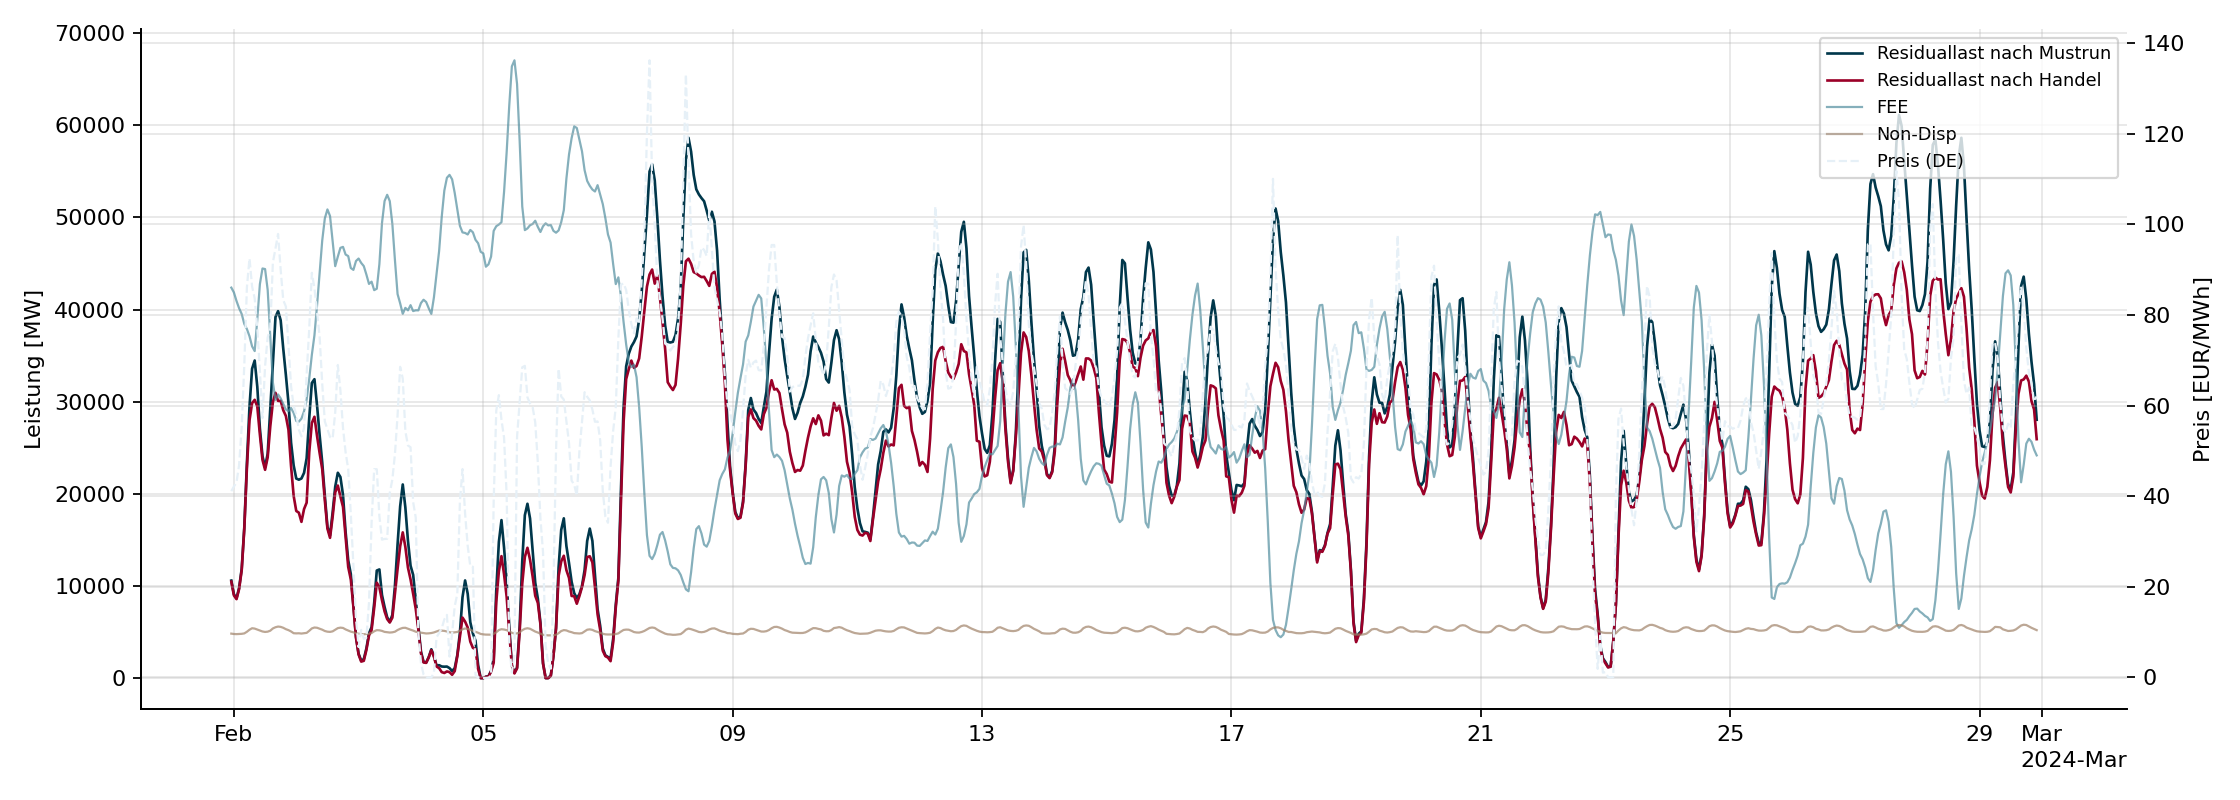 70000
60000
50000
40000
30000
20000
10000
0
Leistung [MW]
140
120
100
80
60
40
20
0
Preis [EUR/MWh]
Residuallast nach Mustrun
Residuallast nach Handel
FEE
Non-Disp
Preis (DE)
Feb
05
09
13
17
21
25
29
Mar
2024-Mar